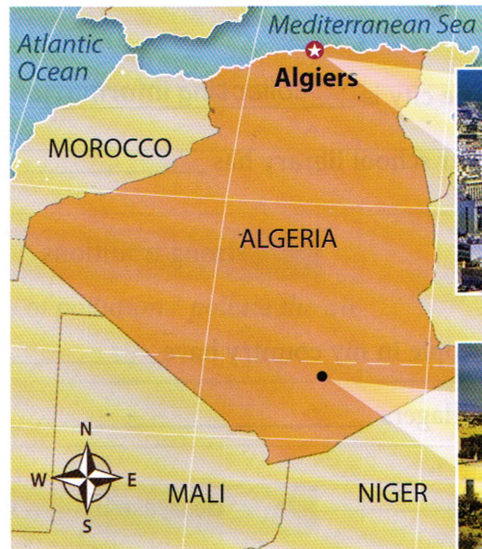 Mediterranean Sea
Atlantic
Ocean
Algiers
MOROCCO
ALGERIA
N
W E
S
MALI
NIGER